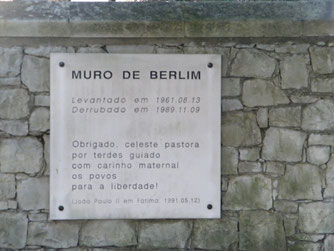 MURO DE BERLIM
Levantado em 1961.08.13
Derrubado em 1989.11.09
Obrigado, celeste pastora
por terdes guiado
com carinho maternal
os povos
para a liberdade!
(João Paulo II em Fátima, 1991.05.12)